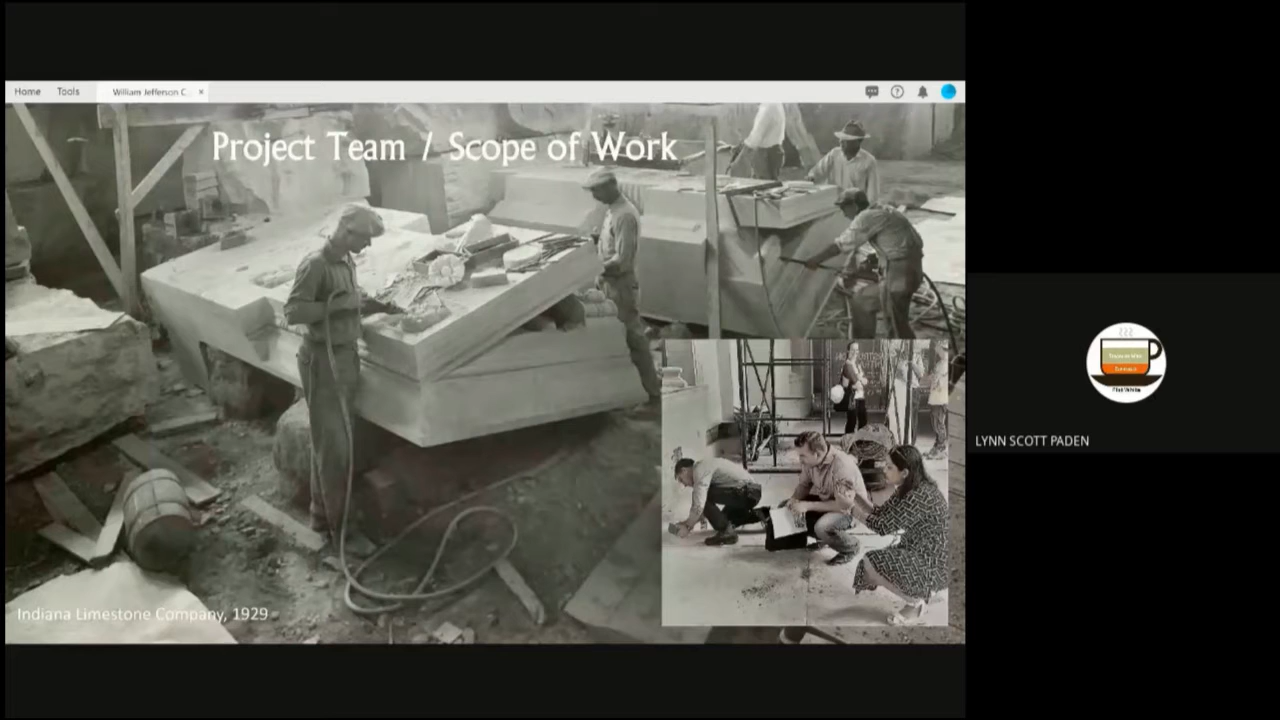 Home Tools William Jefferson C... ×
Project Team / Scope of Work
Indiana Limestone Company, 1929
LYNN SCOTT PADEN